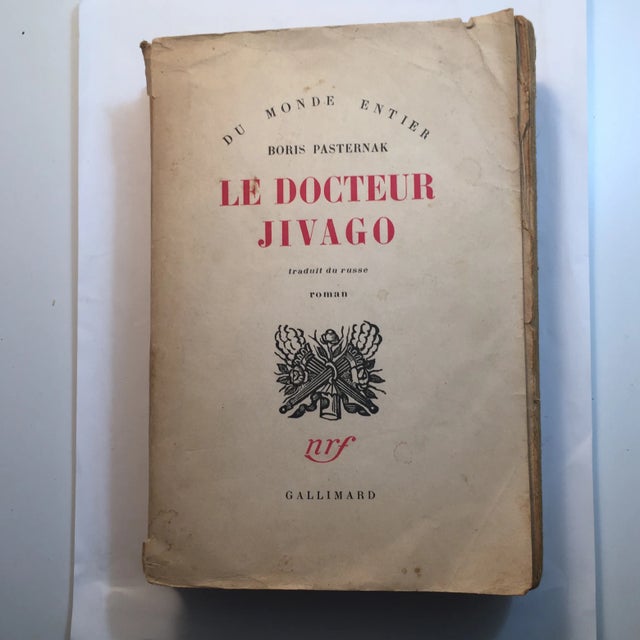 DU MONDE ENTIER
BORIS PASTERNAK
LE DOCTEUR
JIVAGO
traduit du russe
roman
nrf
GALLIMARD